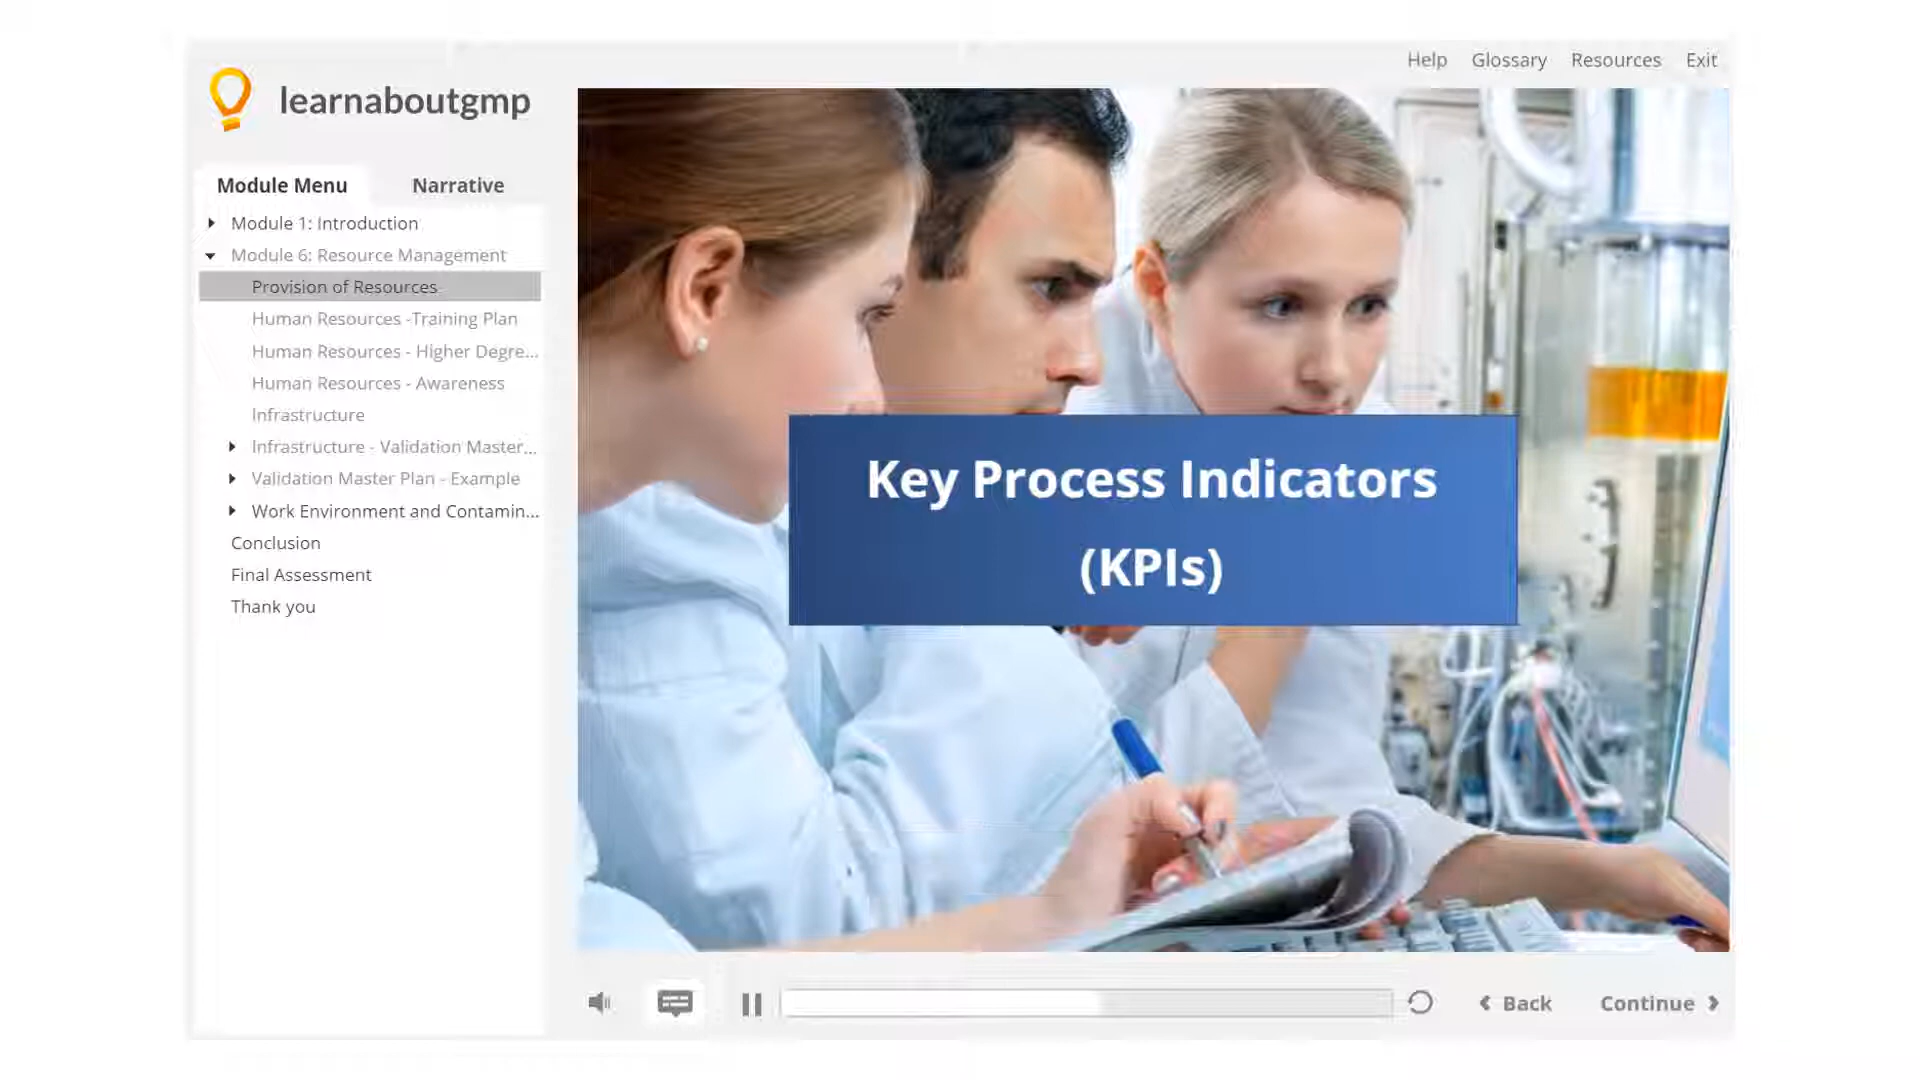 Help Glossary Resources Exit
learnaboutgmp
Module Menu Narrative
Module 1: Introduction
Module 6: Resource Management
Provision of Resources
Human Resources -Training Plan
Human Resources - Higher Degre...
Human Resources - Awareness
Infrastructure
Infrastructure - Validation Master...
Validation Master Plan - Example
Work Environment and Contamin...
Conclusion
Final Assessment
Thank you
Key Process Indicators
(KPIs)
Back Continue